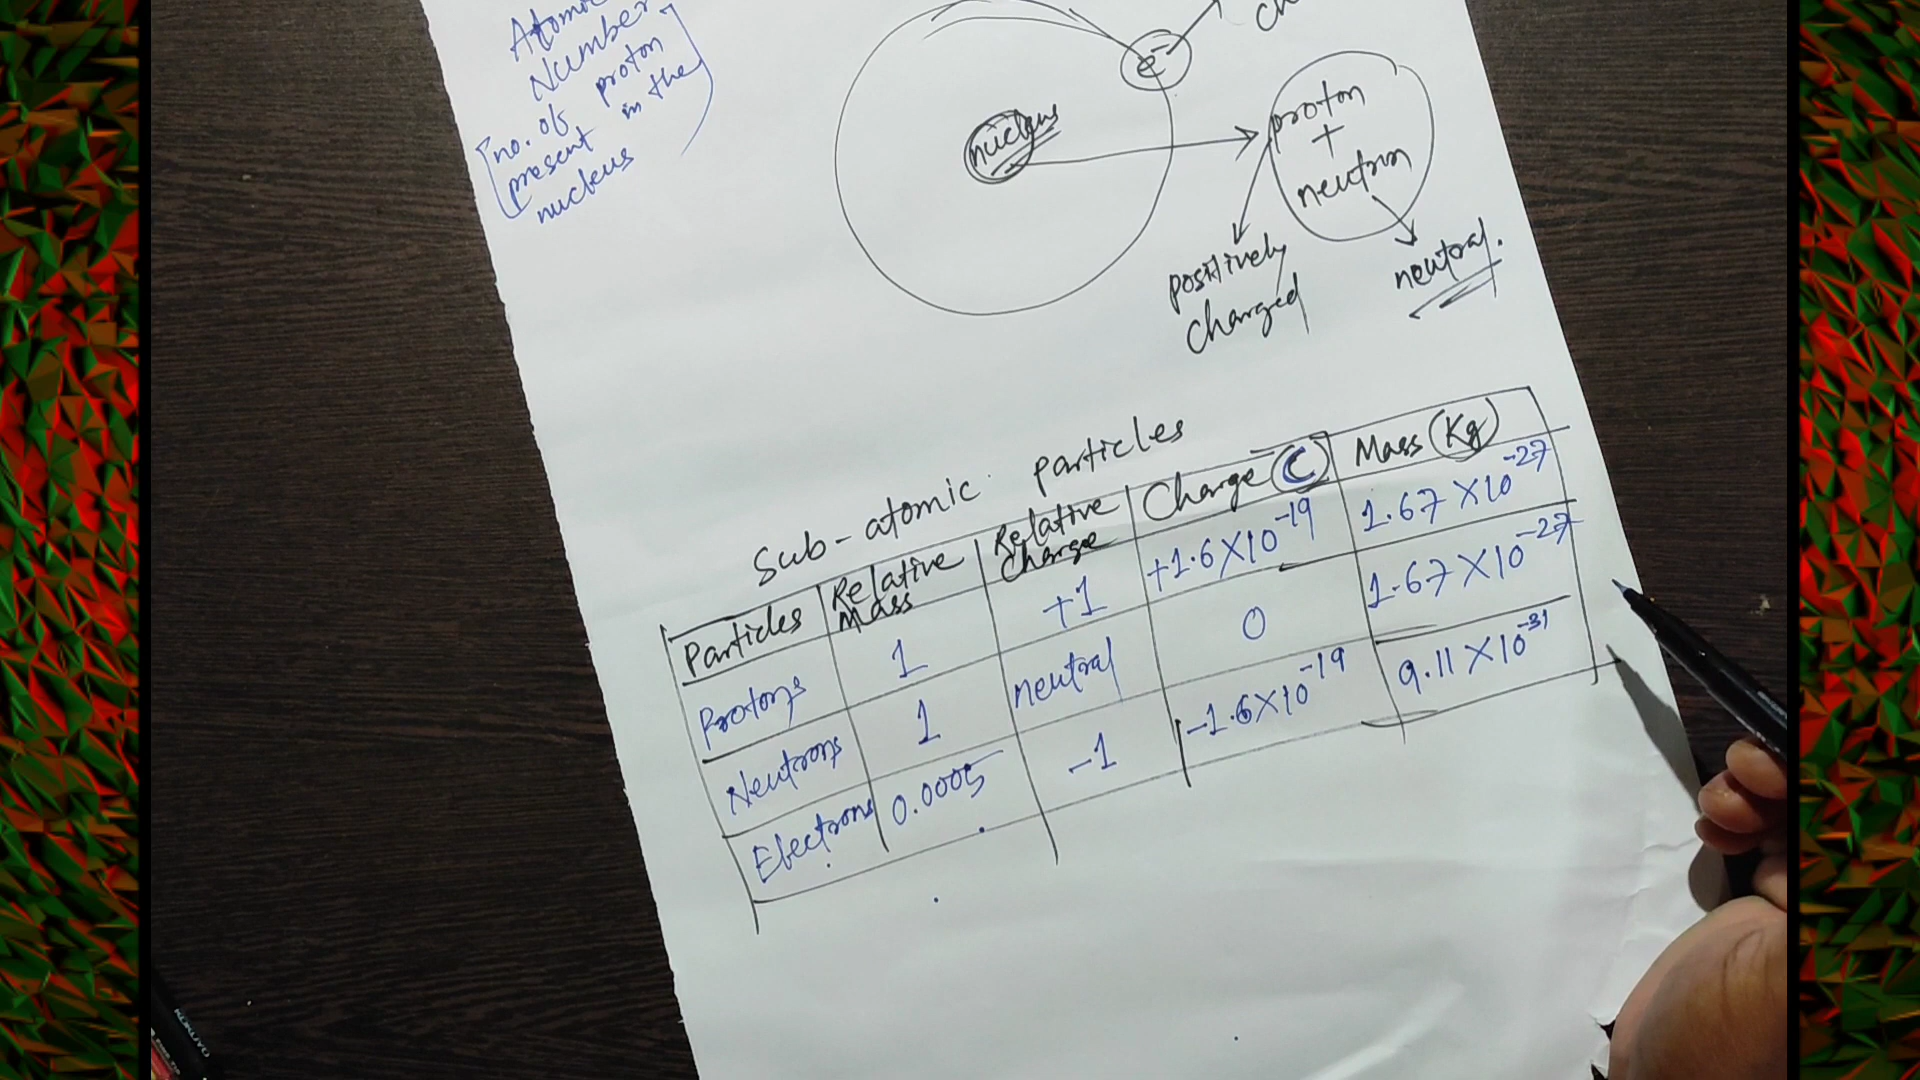 Atomic
Number
[no. of proton
present in the
nucleus]
e-
nucleus
proton
+
neutron
positively
charged
neutral.
Sub-atomic particles
Particles Relative Mass Relative Charge Charge (C) Mass (Kg)
Protons 1 +1 +1.6×10⁻¹⁹ 1.67×10⁻²⁷
Neutrons 1 neutral 0 1.67×10⁻²⁷
Electrons 0.0005 -1 -1.6×10⁻¹⁹ 9.11×10⁻³¹
KOKUYO